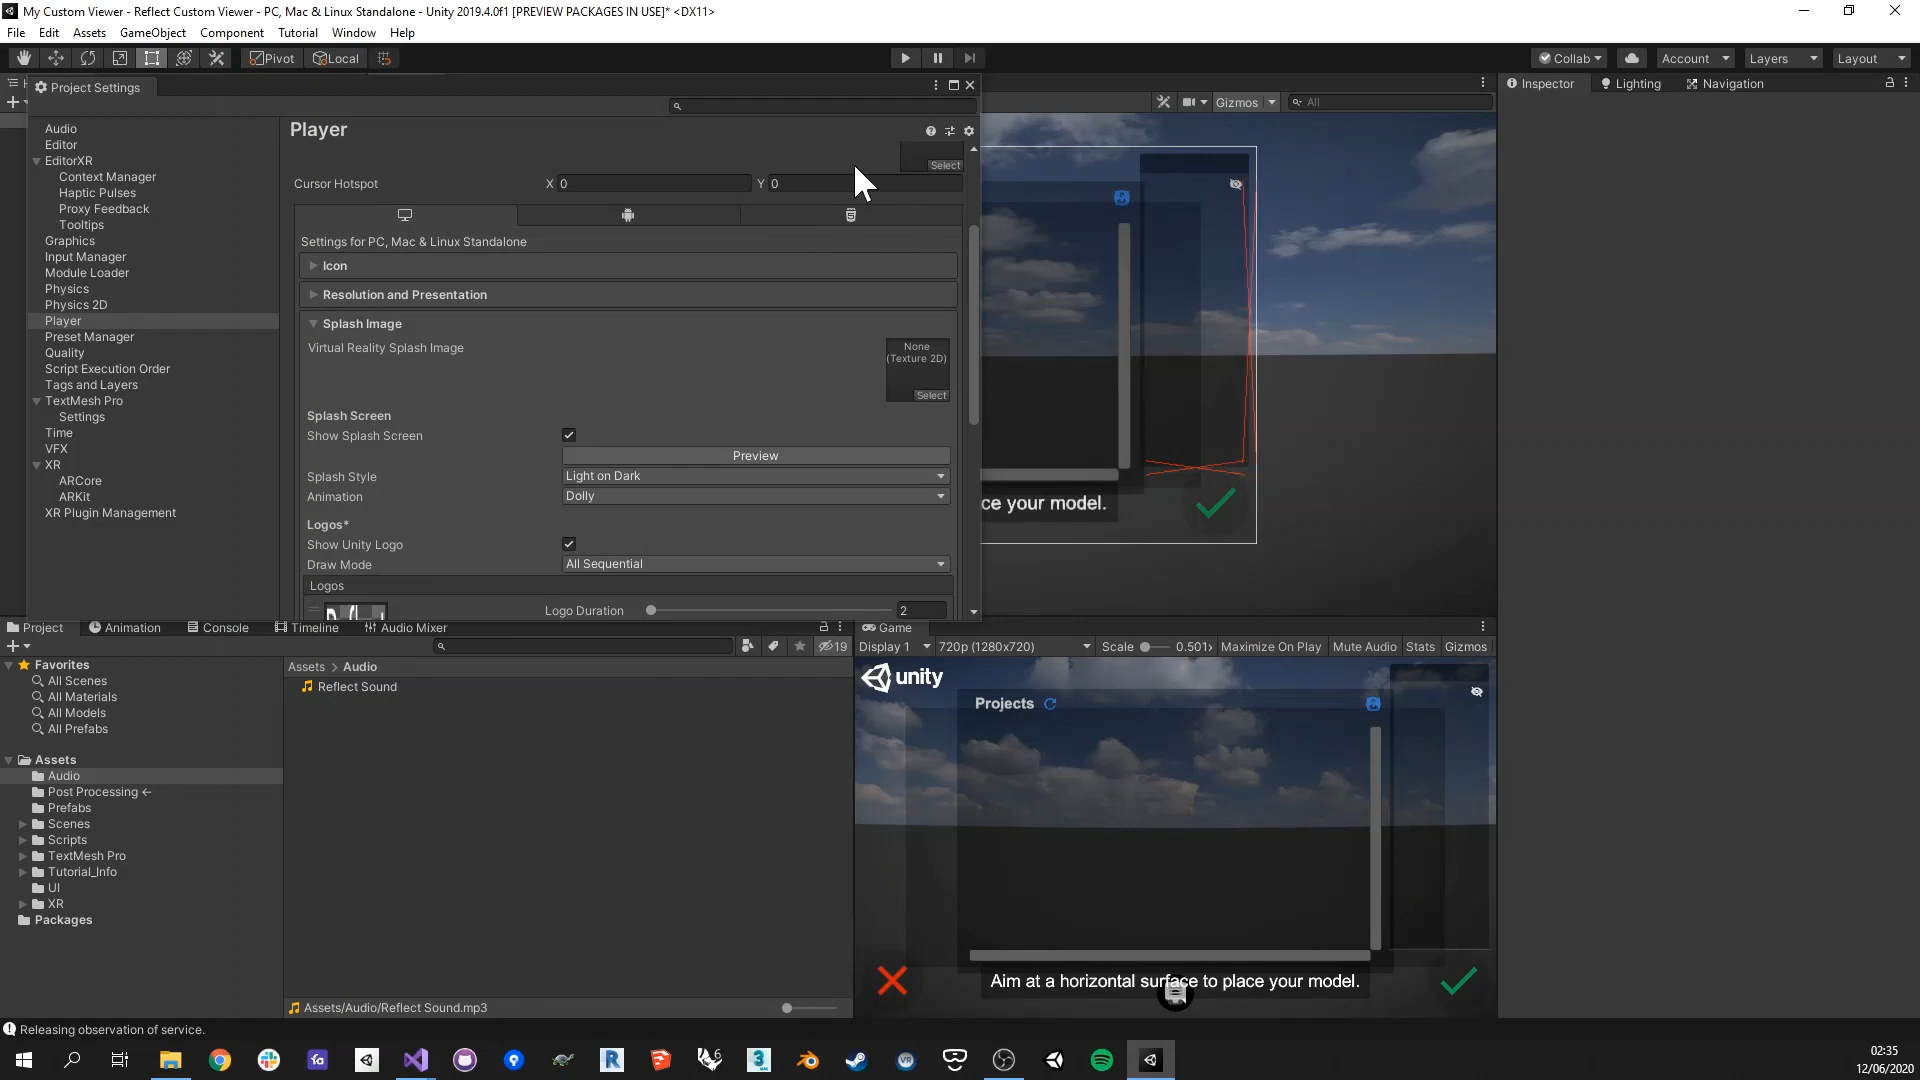 My Custom Viewer - Reflect Custom Viewer - PC, Mac & Linux Standalone - Unity 2019.4.0f1 [PREVIEW PACKAGES IN USE]* <DX11>
File Edit Assets GameObject Component Tutorial Window Help
Pivot Local Collab Account Layers Layout
Project Settings
Gizmos All
Inspector Lighting Navigation
Player
Audio
Editor
EditorXR
Context Manager
Haptic Pulses
Proxy Feedback
Tooltips
Graphics
Input Manager
Module Loader
Physics
Physics 2D
Player
Preset Manager
Quality
Script Execution Order
Tags and Layers
TextMesh Pro
Settings
Time
VFX
XR
ARCore
ARKit
XR Plugin Management
Select
Cursor Hotspot X 0 Y 0
Settings for PC, Mac & Linux Standalone
Icon
Resolution and Presentation
Splash Image
Virtual Reality Splash Image
None
(Texture 2D)
Select
Splash Screen
Show Splash Screen
Preview
Splash Style Light on Dark
Animation Dolly
Logos*
Show Unity Logo
Draw Mode All Sequential
Logos
Logo Duration 2
ce your model.
Project Animation Console Timeline Audio Mixer
19
Favorites
All Scenes
All Materials
All Models
All Prefabs
Assets
Audio
Post Processing
Prefabs
Scenes
Scripts
TextMesh Pro
Tutorial_Info
UI
XR
Packages
Assets > Audio
Reflect Sound
Assets/Audio/Reflect Sound.mp3
Game
Display 1 720p (1280x720) Scale 0.501 Maximize On Play Mute Audio Stats Gizmos
unity
Projects
Aim at a horizontal surface to place your model.
Releasing observation of service.
02:35
12/06/2020